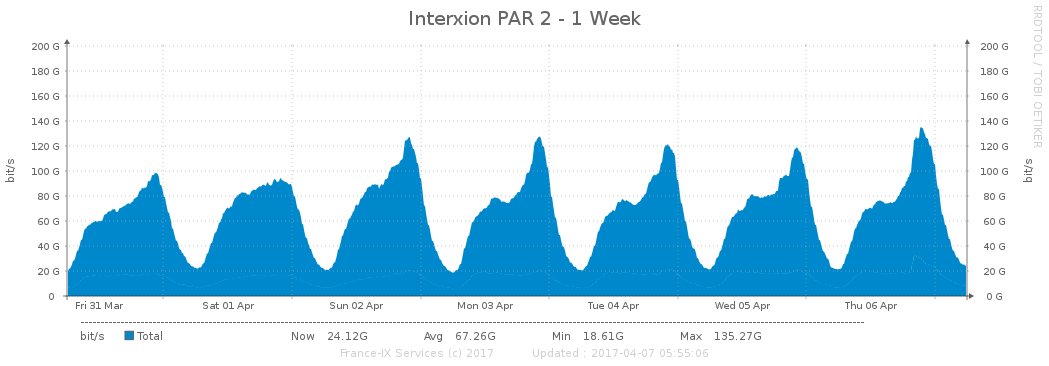 Interxion PAR 2 - 1 Week
RRDTOOL / TOBI OETIKER
bit/s
200 G
180 G
160 G
140 G
120 G
100 G
80 G
60 G
40 G
20 G
0
200 G
180 G
160 G
140 G
120 G
100 G
80 G
60 G
40 G
20 G
0 G
bit/s
Fri 31 Mar Sat 01 Apr Sun 02 Apr Mon 03 Apr Tue 04 Apr Wed 05 Apr Thu 06 Apr
bit/s Total Now 24.12G Avg 67.26G Min 18.61G Max 135.27G
France-IX Services (c) 2017 Updated : 2017-04-07 05:55:06